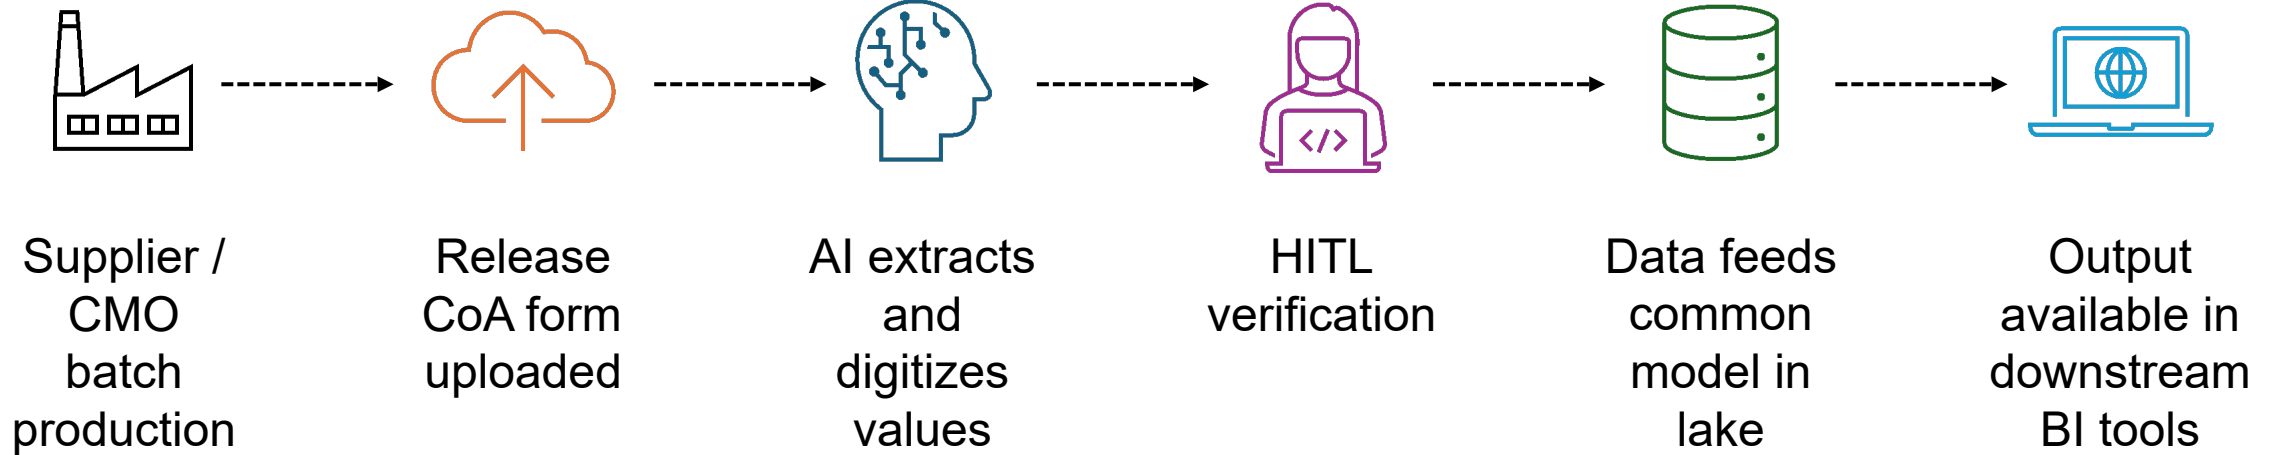 </>
Supplier /
CMO
batch
production
Release
CoA form
uploaded
AI extracts
and
digitizes
values
HITL
verification
Data feeds
common
model in
lake
Output
available in
downstream
BI tools